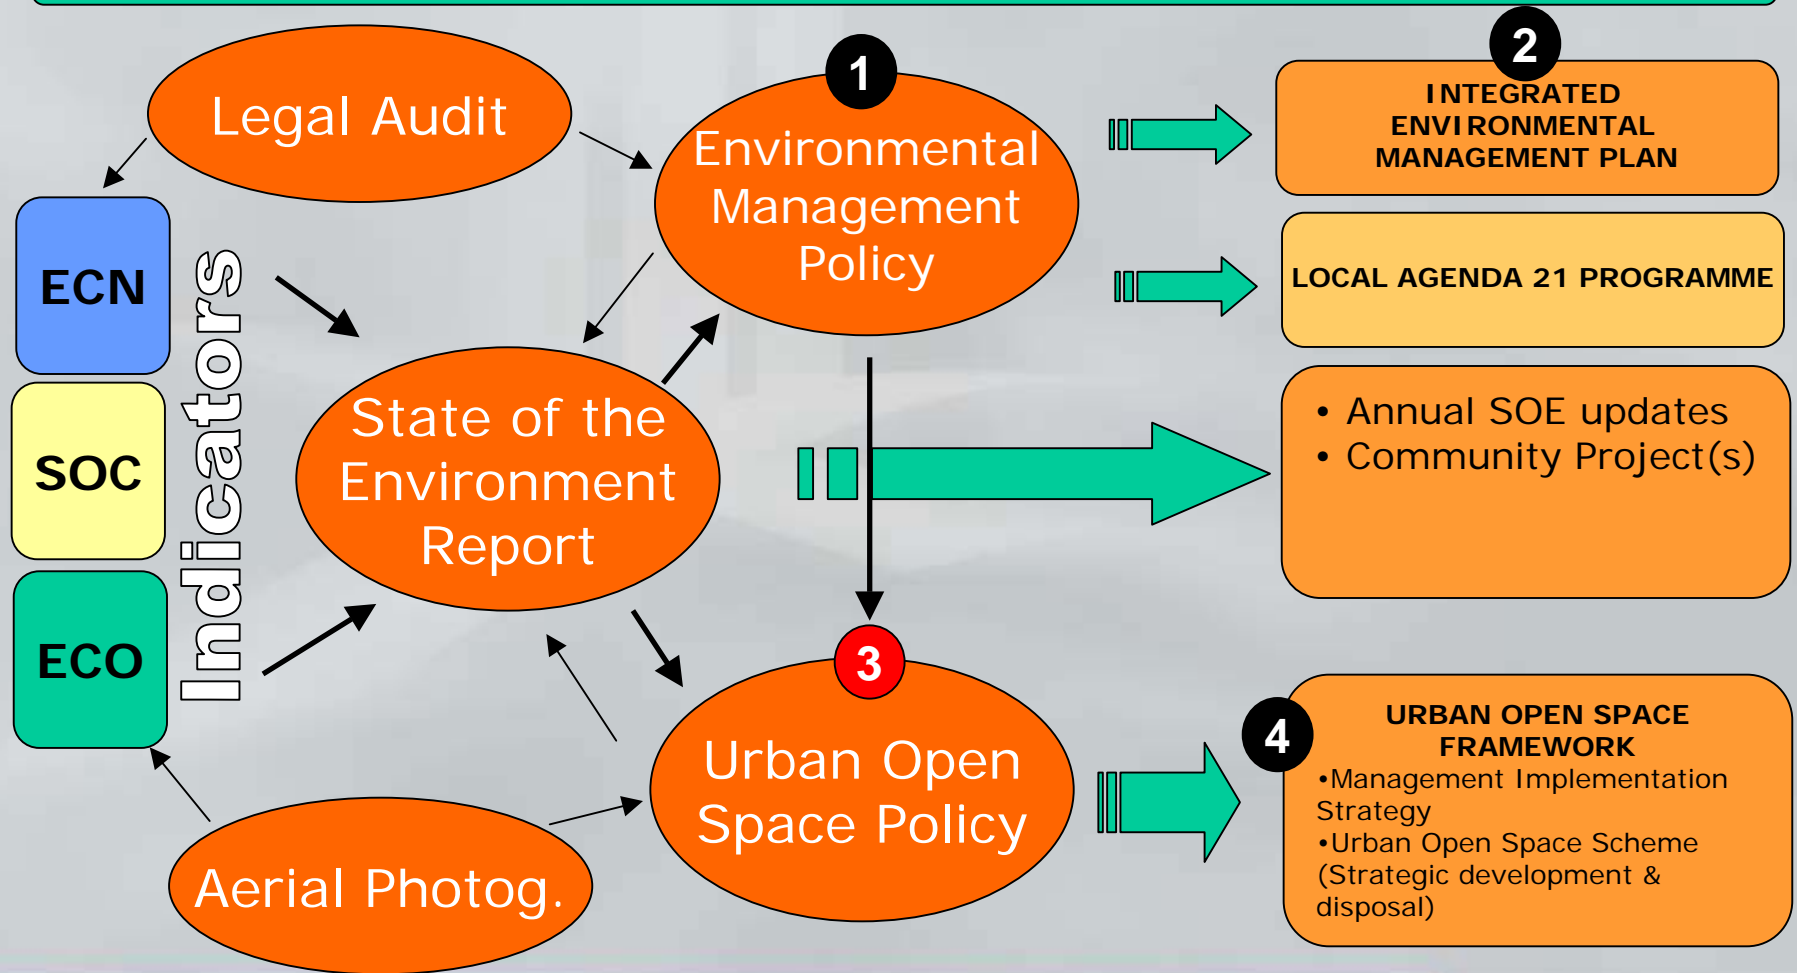 Legal Audit
1
Environmental
Management
Policy
2
INTEGRATED
ENVIRONMENTAL
MANAGEMENT PLAN
LOCAL AGENDA 21 PROGRAMME
ECN
SOC
ECO
Indicators
State of the
Environment
Report
• Annual SOE updates
• Community Project(s)
3
Urban Open
Space Policy
Aerial Photog.
4
URBAN OPEN SPACE
FRAMEWORK
•Management Implementation
Strategy
•Urban Open Space Scheme
(Strategic development &
disposal)